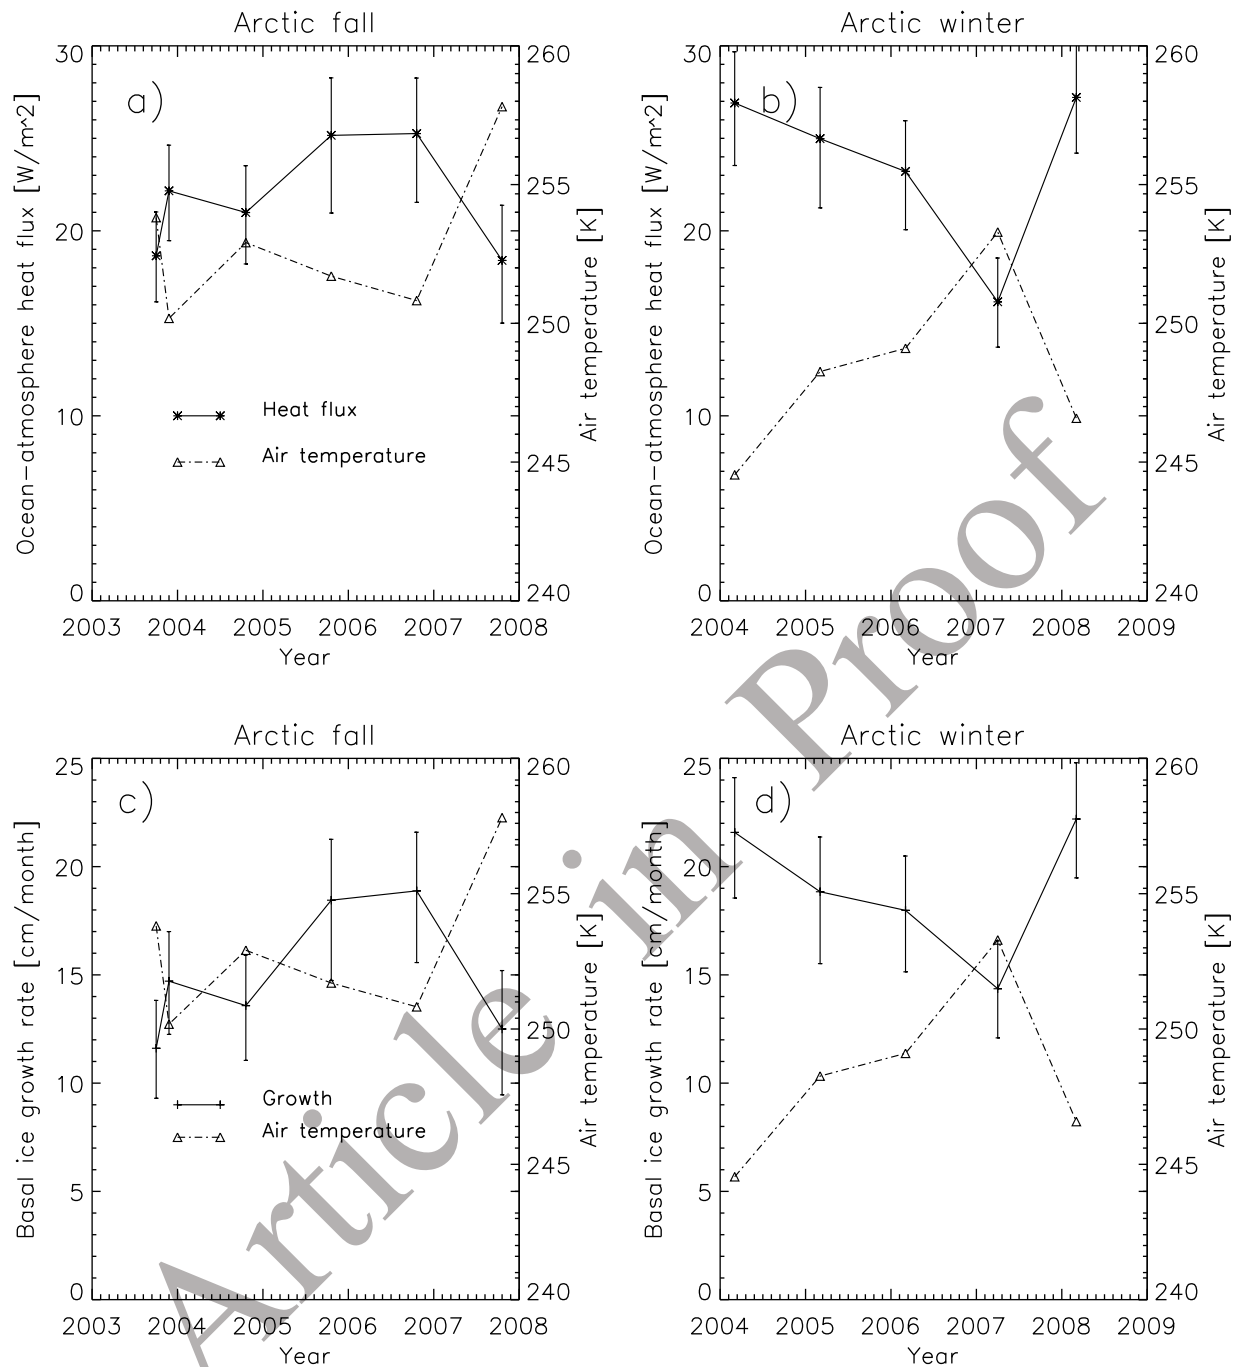 Arctic fall
a)
30
20
10
0
Ocean-atmosphere heat flux [W/m^2]
260
255
250
245
240
Air temperature [K]
Heat flux
Air temperature
2003 2004 2005 2006 2007 2008
Year
Arctic winter
b)
30
20
10
0
Ocean-atmosphere heat flux [W/m^2]
260
255
250
245
240
Air temperature [K]
2004 2005 2006 2007 2008 2009
Year
Arctic fall
c)
25
20
15
10
5
0
Basal ice growth rate [cm/month]
260
255
250
245
240
Air temperature [K]
Growth
Air temperature
2003 2004 2005 2006 2007 2008
Year
Arctic winter
d)
25
20
15
10
5
0
Basal ice growth rate [cm/month]
260
255
250
245
240
Air temperature [K]
2004 2005 2006 2007 2008 2009
Year
Article in Proof